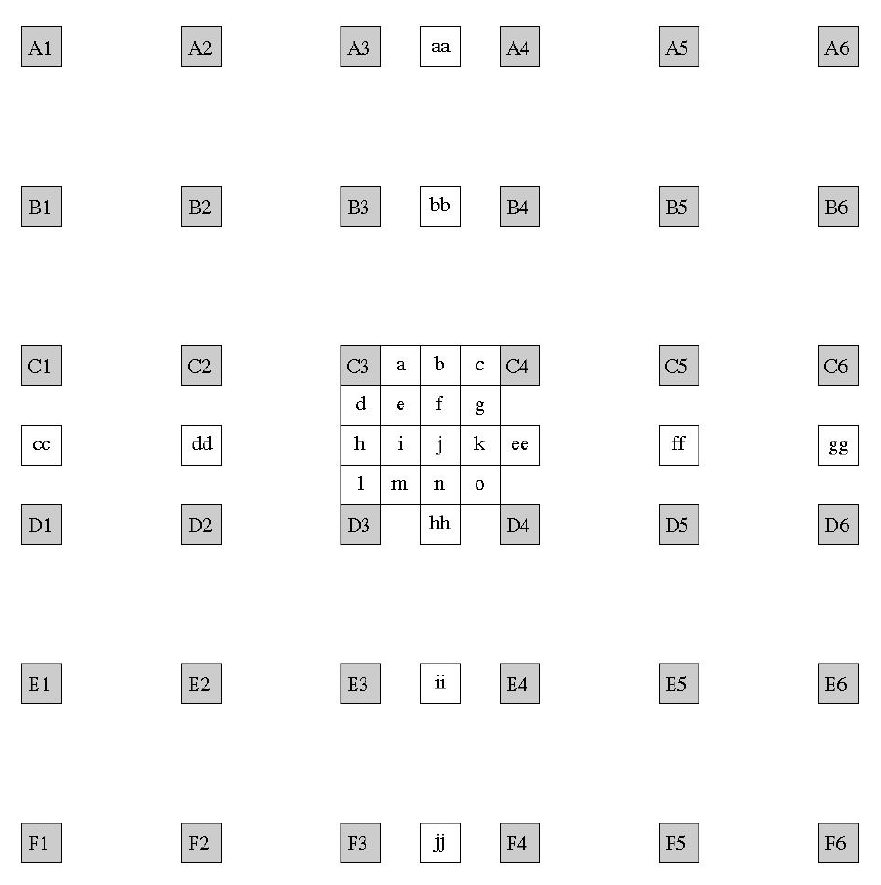 A1 A2 A3 aa A4 A5 A6
B1 B2 B3 bb B4 B5 B6
C1 C2 C3 a b c C4 C5 C6
d e f g
cc dd h i j k ee ff gg
l m n o
D1 D2 D3 hh D4 D5 D6
E1 E2 E3 ii E4 E5 E6
F1 F2 F3 jj F4 F5 F6